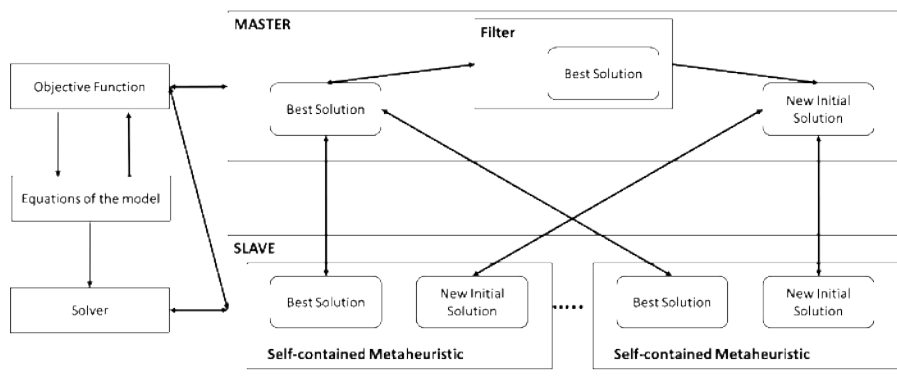 MASTER
Filter
Best Solution
Objective Function
Best Solution
New Initial
Solution
Equations of the model
SLAVE
Solver
Best Solution
New Initial
Solution
.....
Best Solution
New Initial
Solution
Self-contained Metaheuristic
Self-contained Metaheuristic